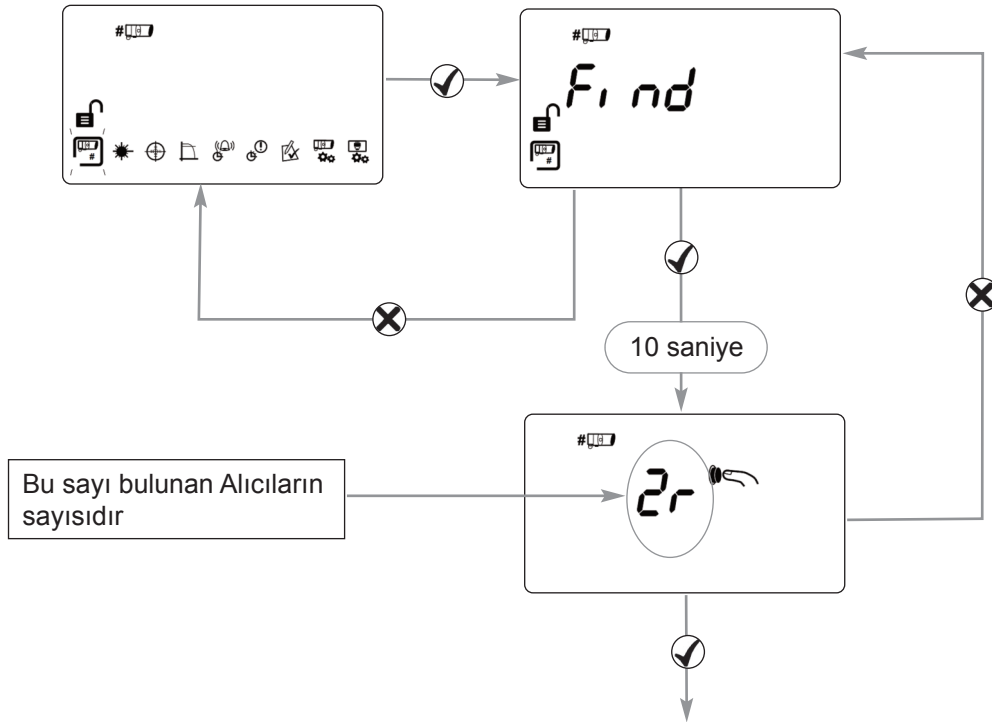 #
#
Find
#
#
10 saniye
#
2r
Bu sayı bulunan Alıcıların
sayısıdır